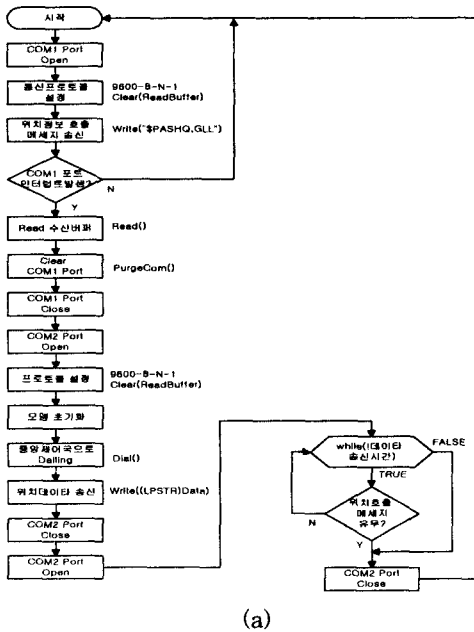 시작
COM1 Port
Open
통신프로토콜
설정
9600-8-N-1
Clear(ReadBuffer)
위치정보 호출
메세지 송신
Write("$PASHQ,GLL")
COM1 포트
인터럽트발생?
N
Y
Read 수신버퍼
Read()
Clear
COM1 Port
PurgeCom()
COM1 Port
Close
COM2 Port
Open
프로토콜 설정
9600-8-N-1
Clear(ReadBuffer)
모뎀 초기화
중앙제어국으로
Dailing
Dial()
위치데이타 송신
Write((LPSTR)Data)
COM2 Port
Close
COM2 Port
Open
while(!데이타
송신시간)
FALSE
TRUE
위치호출
메세지
유무?
N
Y
COM2 Port
Close
(a)